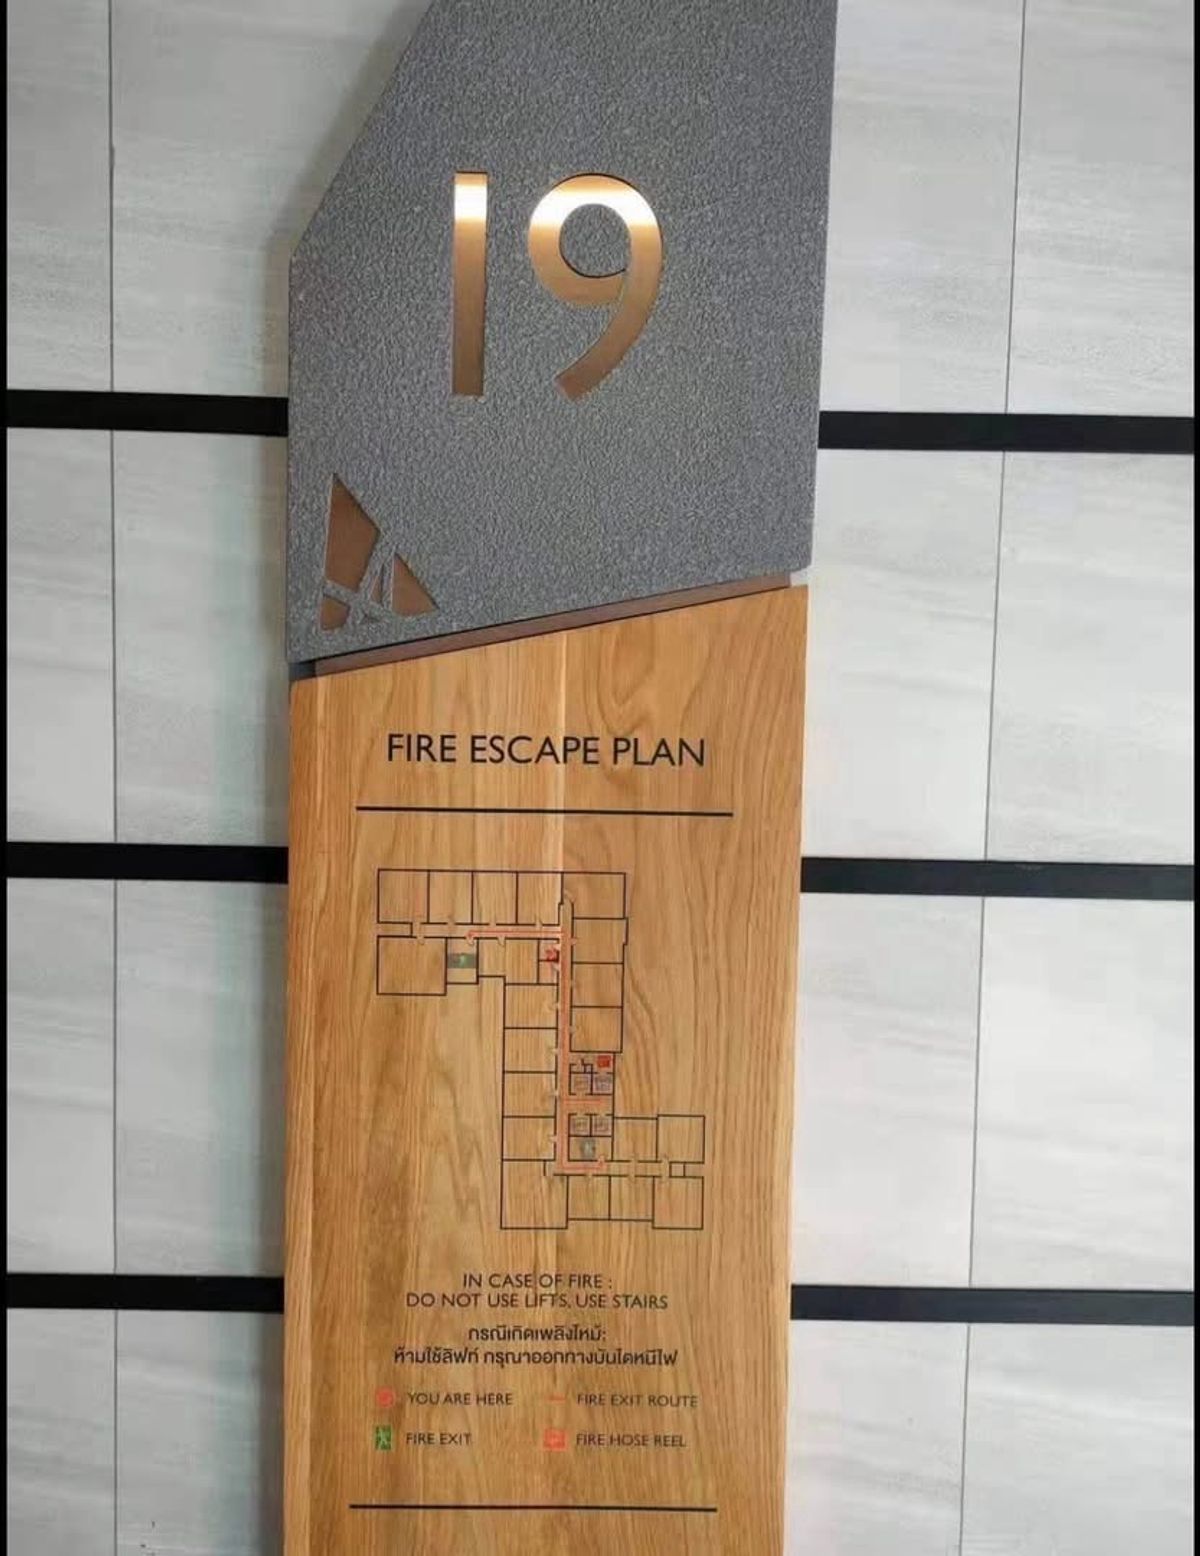 19
FIRE ESCAPE PLAN
IN CASE OF FIRE :
DO NOT USE LIFTS, USE STAIRS
กรณีเกิดเพลิงไหม้:
ห้ามใช้ลิฟท์ กรุณาออกทางบันไดหนีไฟ
YOU ARE HERE
FIRE EXIT ROUTE
FIRE EXIT
FIRE HOSE REEL